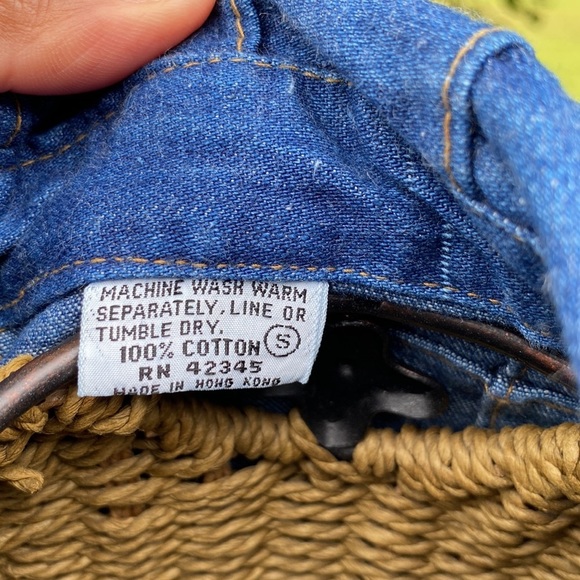 MACHINE WASH WARM
SEPARATELY, LINE OR
TUMBLE DRY.
100% COTTON S
RN 42345
MADE IN HONG KONG